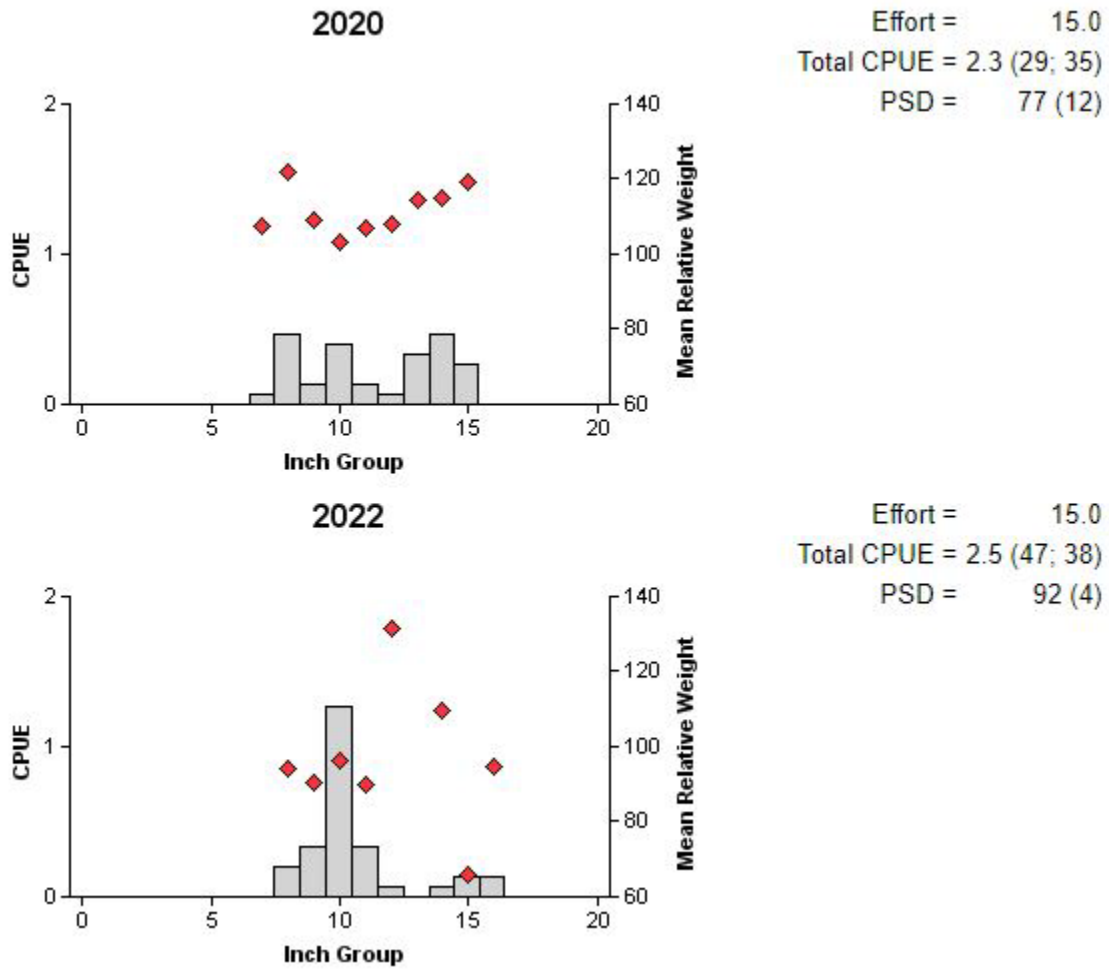 2020
Effort = 15.0
Total CPUE = 2.3 (29; 35)
PSD = 77 (12)
2
1
0
CPUE
140
120
100
80
60
Mean Relative Weight
0 5 10 15 20
Inch Group
2022
Effort = 15.0
Total CPUE = 2.5 (47; 38)
PSD = 92 (4)
2
1
0
CPUE
140
120
100
80
60
Mean Relative Weight
0 5 10 15 20
Inch Group